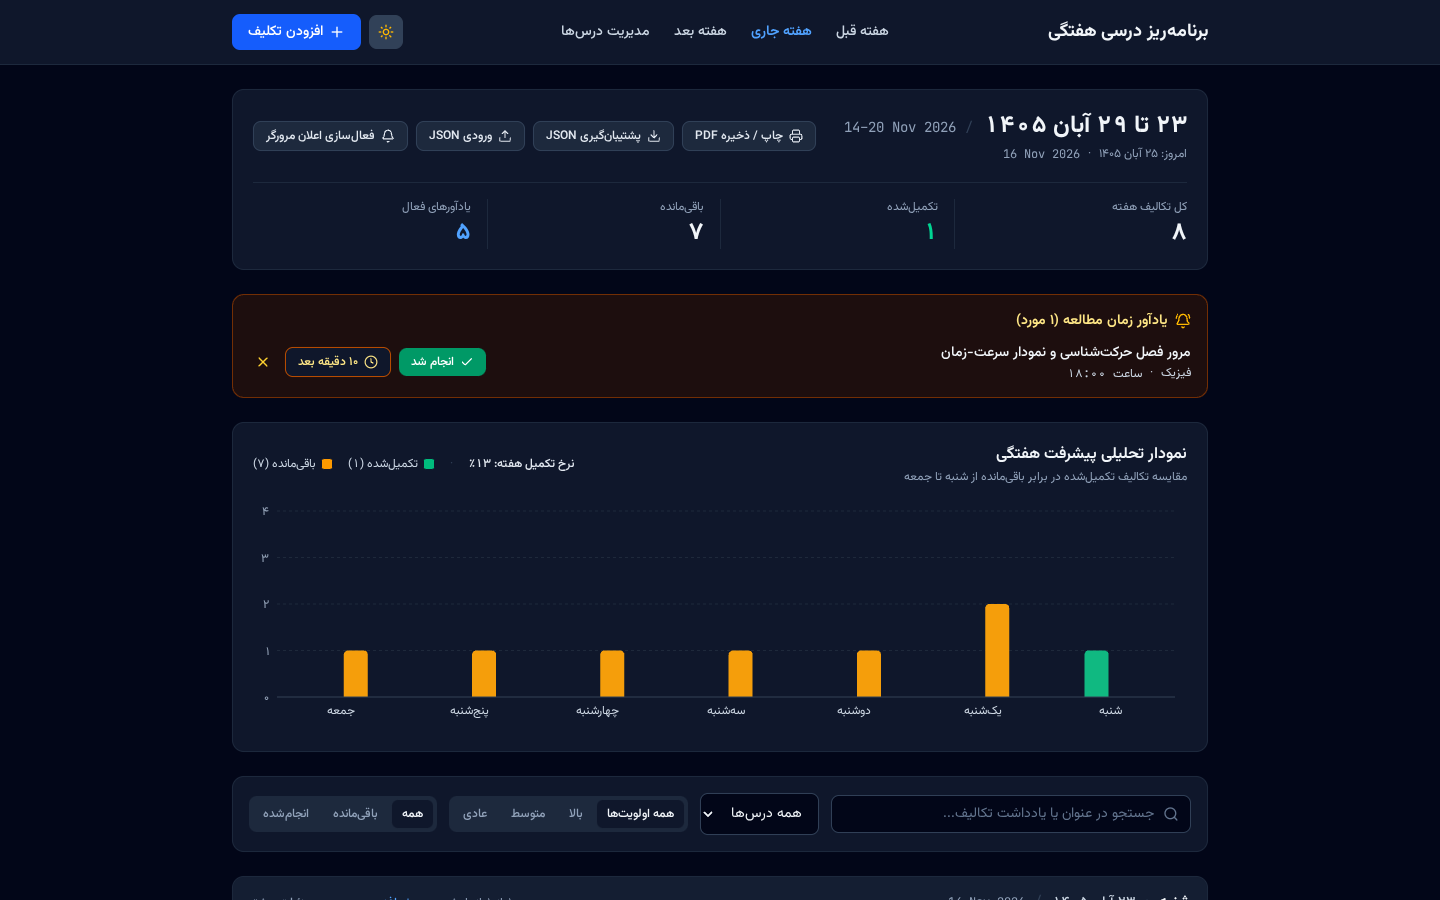 برنامه‌ریز درسی هفتگی
هفته قبل
هفته جاری
هفته بعد
مدیریت درس‌ها
افزودن تکلیف
۲۳ تا ۲۹ آبان ۱۴۰۵ / 14–20 Nov 2026
امروز: ۲۵ آبان ۱۴۰۵ · 16 Nov 2026
چاپ / ذخیره PDF
پشتیبان‌گیری JSON
ورودی JSON
فعال‌سازی اعلان مرورگر
کل تکالیف هفته
۸
تکمیل‌شده
۱
باقی‌مانده
۷
یادآورهای فعال
۵
یادآور زمان مطالعه (۱ مورد)
مرور فصل حرکت‌شناسی و نمودار سرعت-زمان
فیزیک · ساعت ۱۸:۰۰
انجام شد
۱۰ دقیقه بعد
نمودار تحلیلی پیشرفت هفتگی
مقایسه تکالیف تکمیل‌شده در برابر باقی‌مانده از شنبه تا جمعه
نرخ تکمیل هفته: ۱۳٪ · تکمیل‌شده (۱) باقی‌مانده (۷)
۴
۳
۲
۱
۰
شنبه
یک‌شنبه
دوشنبه
سه‌شنبه
چهارشنبه
پنج‌شنبه
جمعه
جستجو در عنوان یا یادداشت تکالیف...
همه درس‌ها
همه اولویت‌ها
بالا
متوسط
عادی
همه
باقی‌مانده
انجام‌شده